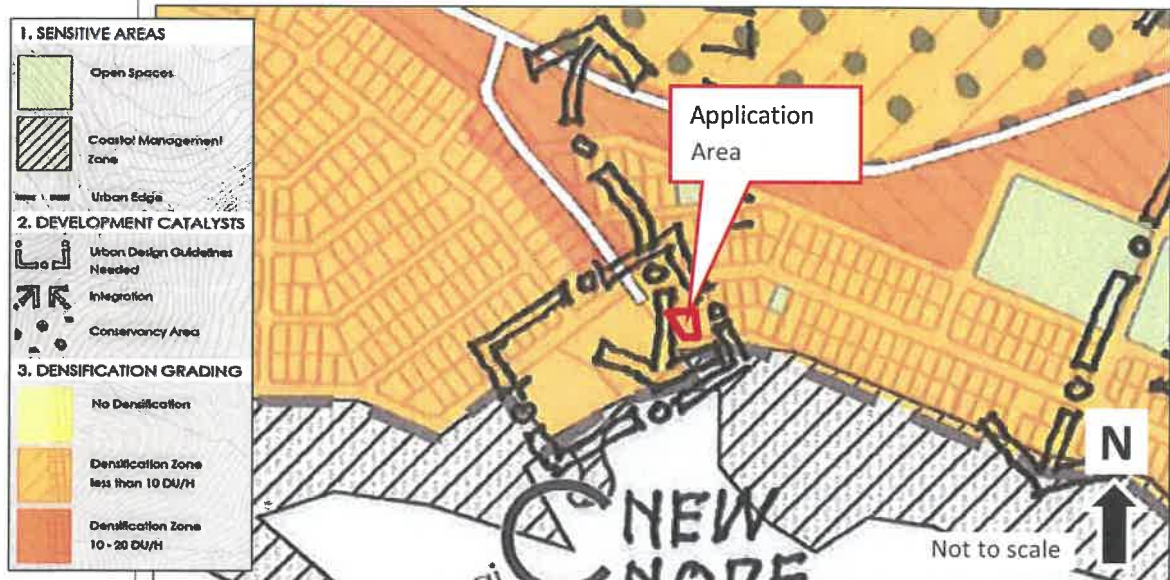 1. SENSITIVE AREAS
Open Spaces
Coastal Management
Zone
Urban Edge
2. DEVELOPMENT CATALYSTS
Urban Design Guidelines
Needed
Integration
Conservancy Area
3. DENSIFICATION GRADING
No Densification
Densification Zone
less than 10 DU/H
Densification Zone
10 - 20 DU/H
Application
Area
NEW
NODE
N
Not to scale